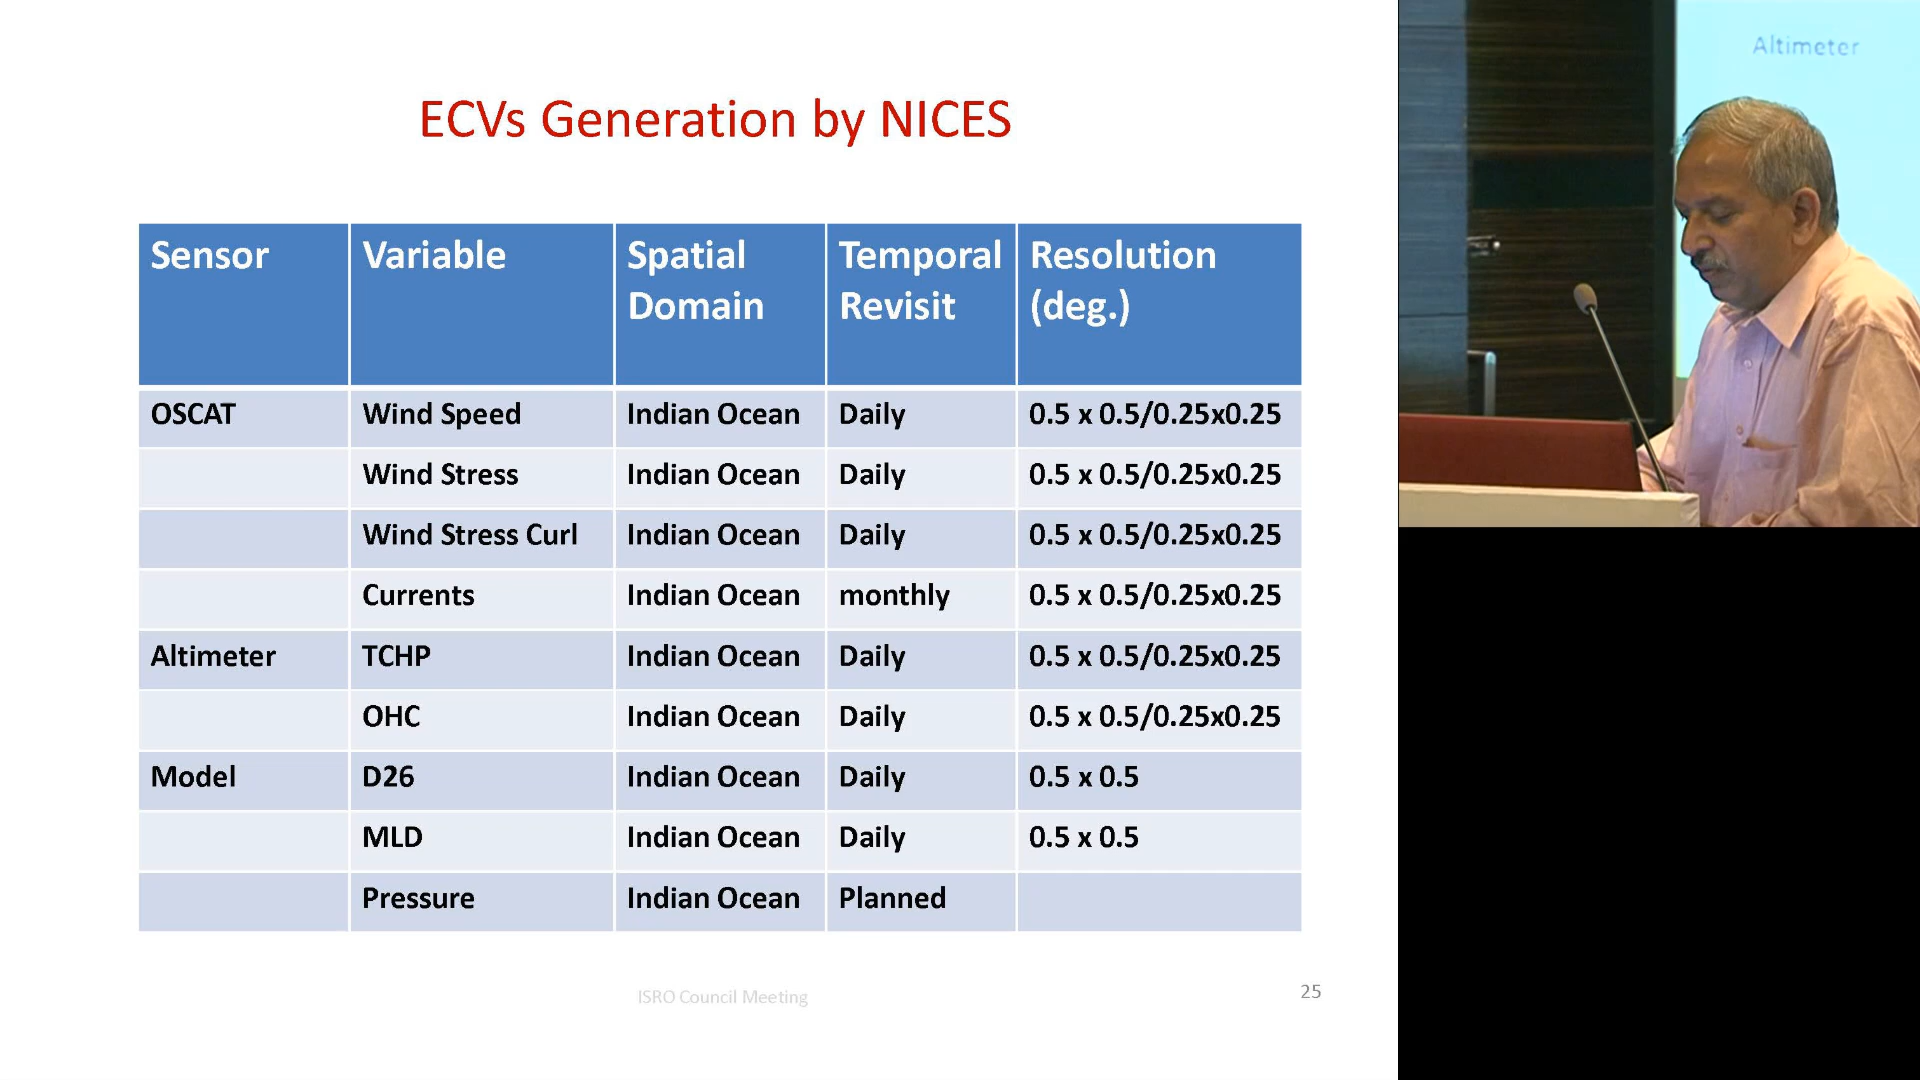 ECVs Generation by NICES
Sensor Variable Spatial Domain Temporal Revisit Resolution (deg.)
OSCAT Wind Speed Indian Ocean Daily 0.5 x 0.5/0.25x0.25
Wind Stress Indian Ocean Daily 0.5 x 0.5/0.25x0.25
Wind Stress Curl Indian Ocean Daily 0.5 x 0.5/0.25x0.25
Currents Indian Ocean monthly 0.5 x 0.5/0.25x0.25
Altimeter TCHP Indian Ocean Daily 0.5 x 0.5/0.25x0.25
OHC Indian Ocean Daily 0.5 x 0.5/0.25x0.25
Model D26 Indian Ocean Daily 0.5 x 0.5
MLD Indian Ocean Daily 0.5 x 0.5
Pressure Indian Ocean Planned
ISRO Council Meeting
25
Altimeter